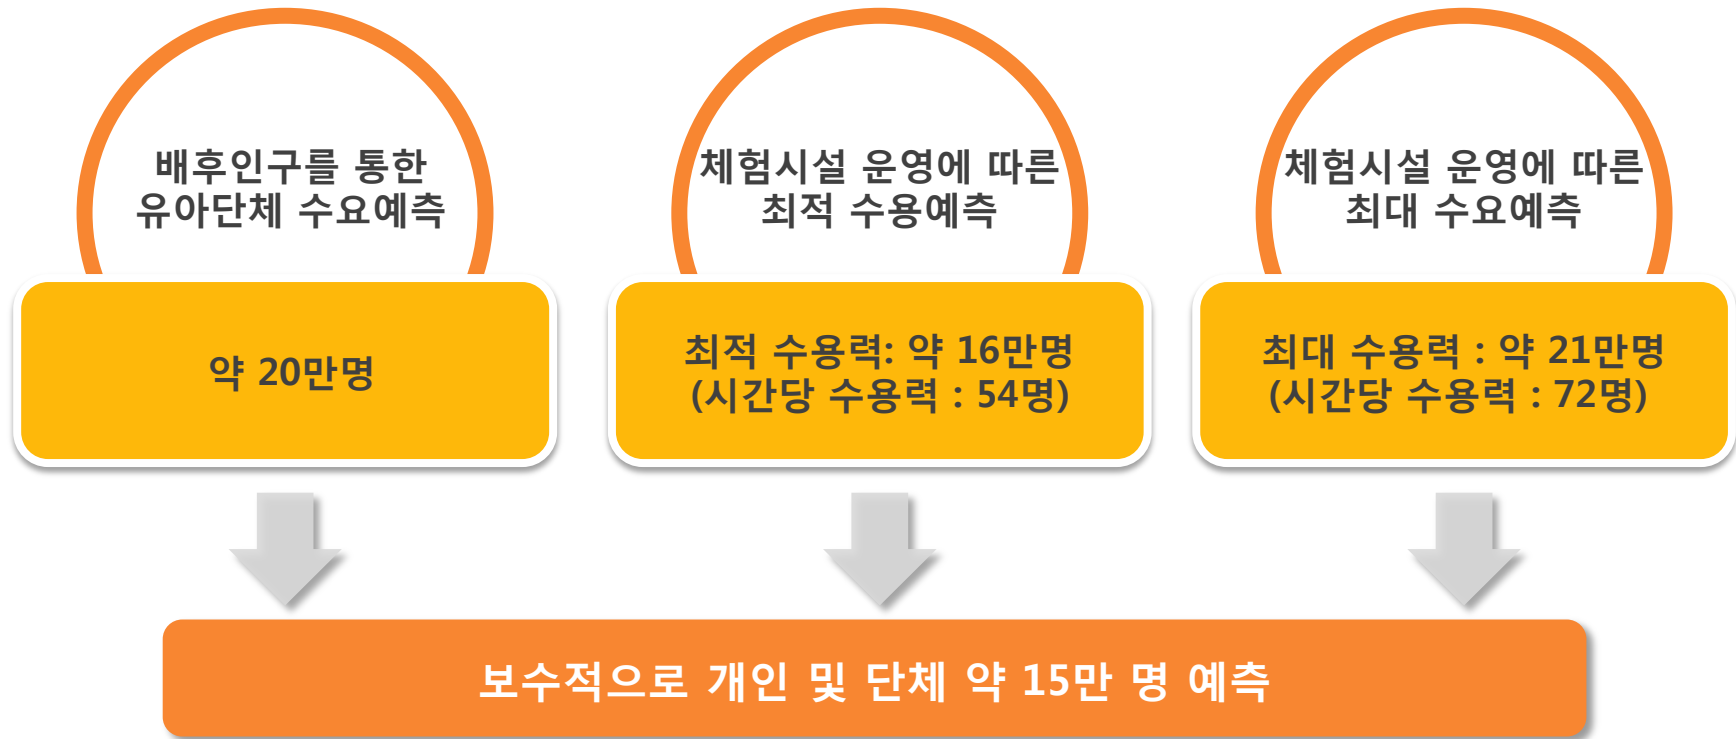 배후인구를 통한
유아단체 수요예측
약 20만명
체험시설 운영에 따른
최적 수용예측
최적 수용력: 약 16만명
(시간당 수용력 : 54명)
체험시설 운영에 따른
최대 수요예측
최대 수용력 : 약 21만명
(시간당 수용력 : 72명)
보수적으로 개인 및 단체 약 15만 명 예측